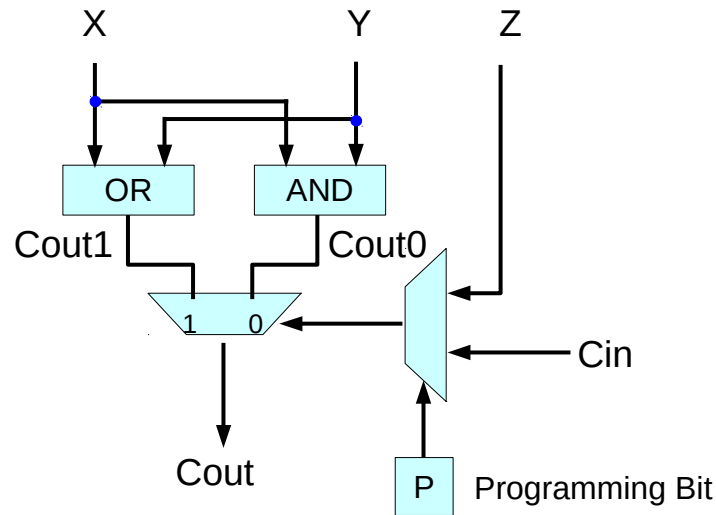 X Y Z
OR AND
Cout1 Cout0
1 0
Cin
Cout
P Programming Bit